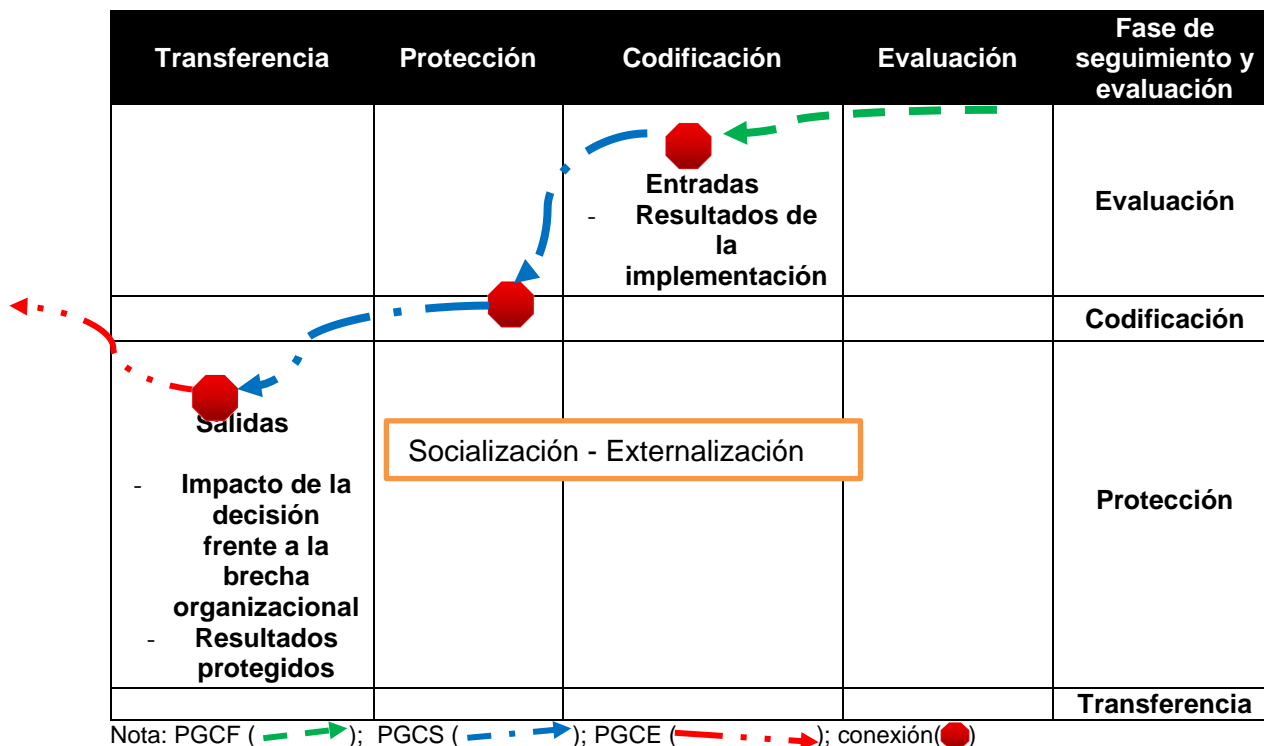 Transferencia Protección Codificación Evaluación Fase de
seguimiento y
evaluación
Entradas
- Resultados de
la
implementación
Evaluación
Codificación
Salidas
- Impacto de la
decisión
frente a la
brecha
organizacional
- Resultados
protegidos
Socialización - Externalización
Protección
Transferencia
Nota: PGCF ( ); PGCS ( ); PGCE ( ); conexión( )